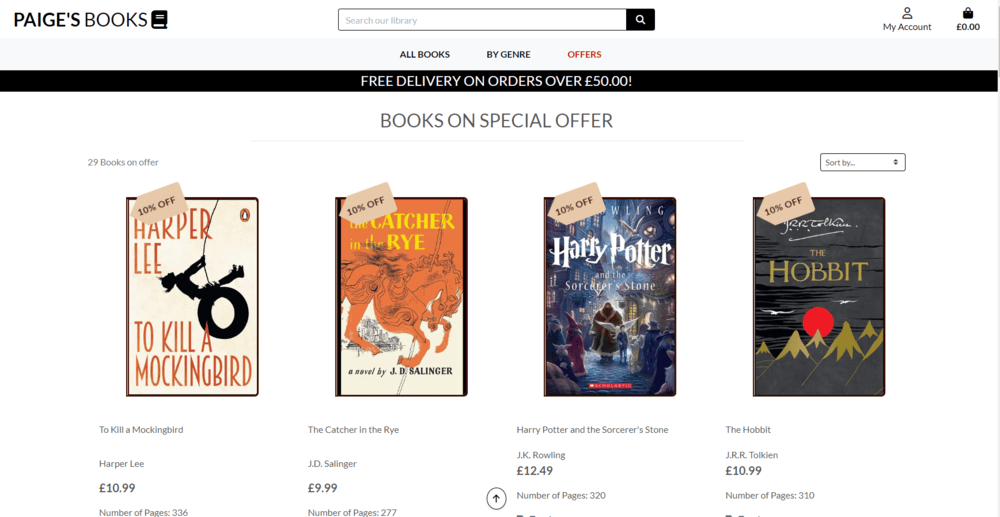 PAIGE'S BOOKS
Search our library
My Account
£0.00
ALL BOOKS
BY GENRE
OFFERS
FREE DELIVERY ON ORDERS OVER £50.00!
BOOKS ON SPECIAL OFFER
29 Books on offer
Sort by...
10% OFF
HARPER
LEE
TO KILL A
MOCKINGBIRD
10% OFF
the CATCHER
in the RYE
a novel by J. D. SALINGER
10% OFF
Harry Potter
and the
Sorcerer's Stone
SCHOLASTIC
10% OFF
J.R.R. Tolkien.
THE
HOBBIT
To Kill a Mockingbird
Harper Lee
£10.99
Number of Pages: 336
The Catcher in the Rye
J.D. Salinger
£9.99
Number of Pages: 277
Harry Potter and the Sorcerer's Stone
J.K. Rowling
£12.49
Number of Pages: 320
The Hobbit
J.R.R. Tolkien
£10.99
Number of Pages: 310